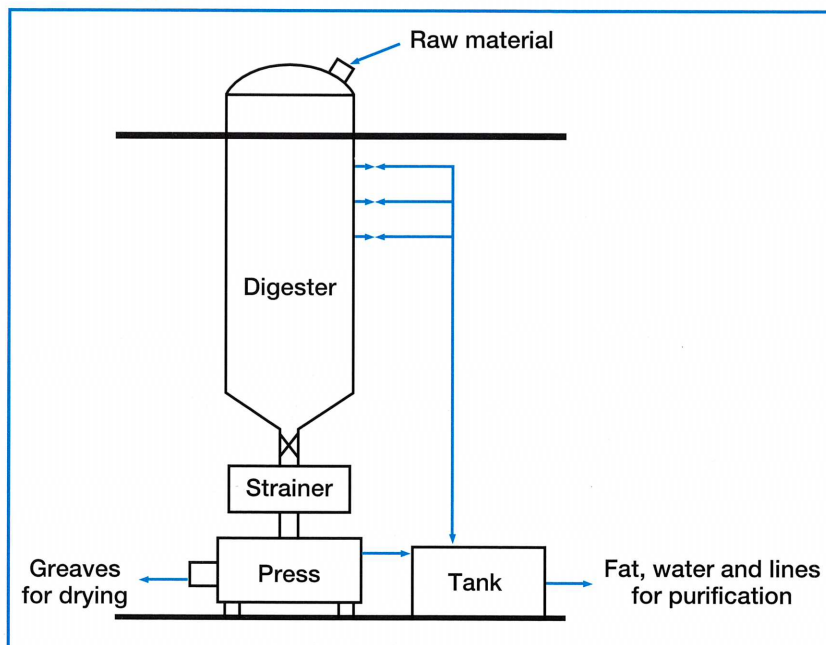 Raw material
Digester
Strainer
Press
Greaves
for drying
Tank
Fat, water and lines
for purification